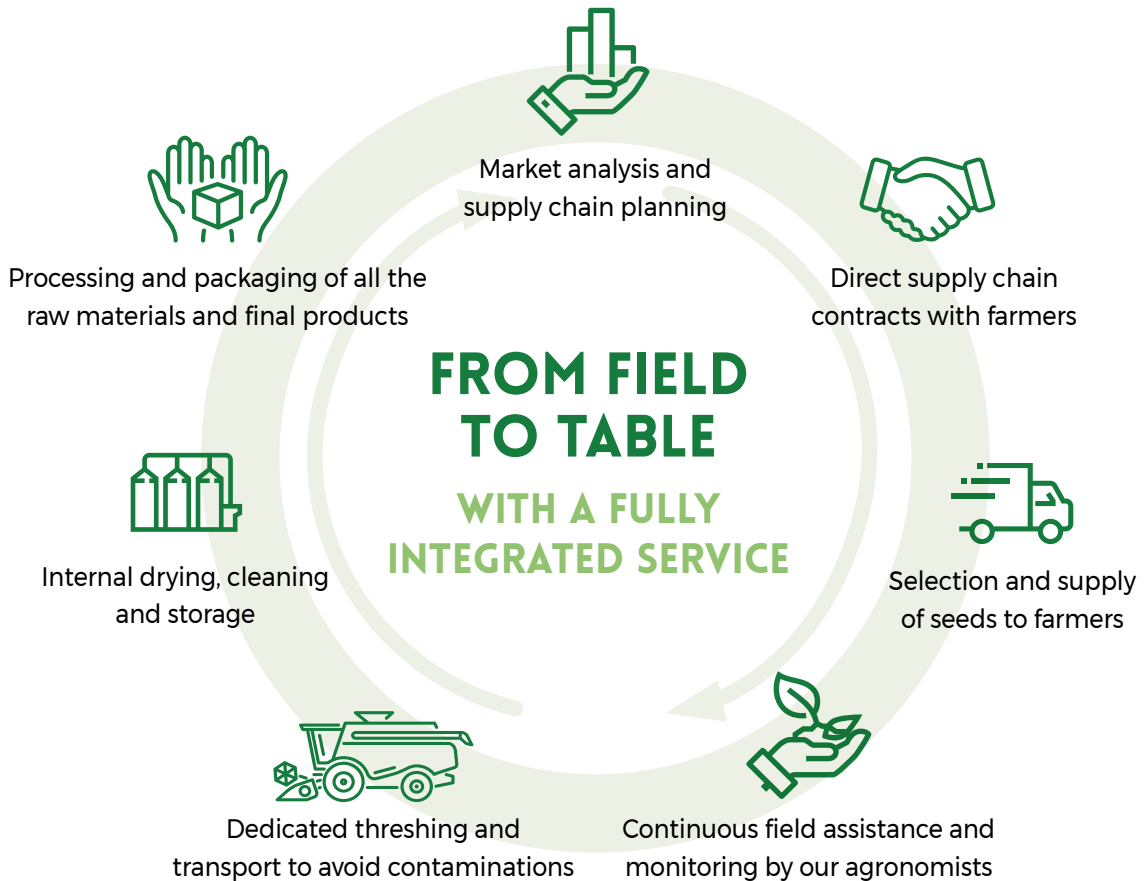 Market analysis and
supply chain planning
Direct supply chain
contracts with farmers
Selection and supply
of seeds to farmers
Continuous field assistance and
monitoring by our agronomists
Dedicated threshing and
transport to avoid contaminations
Internal drying, cleaning
and storage
Processing and packaging of all the
raw materials and final products
FROM FIELD
TO TABLE
WITH A FULLY
INTEGRATED SERVICE